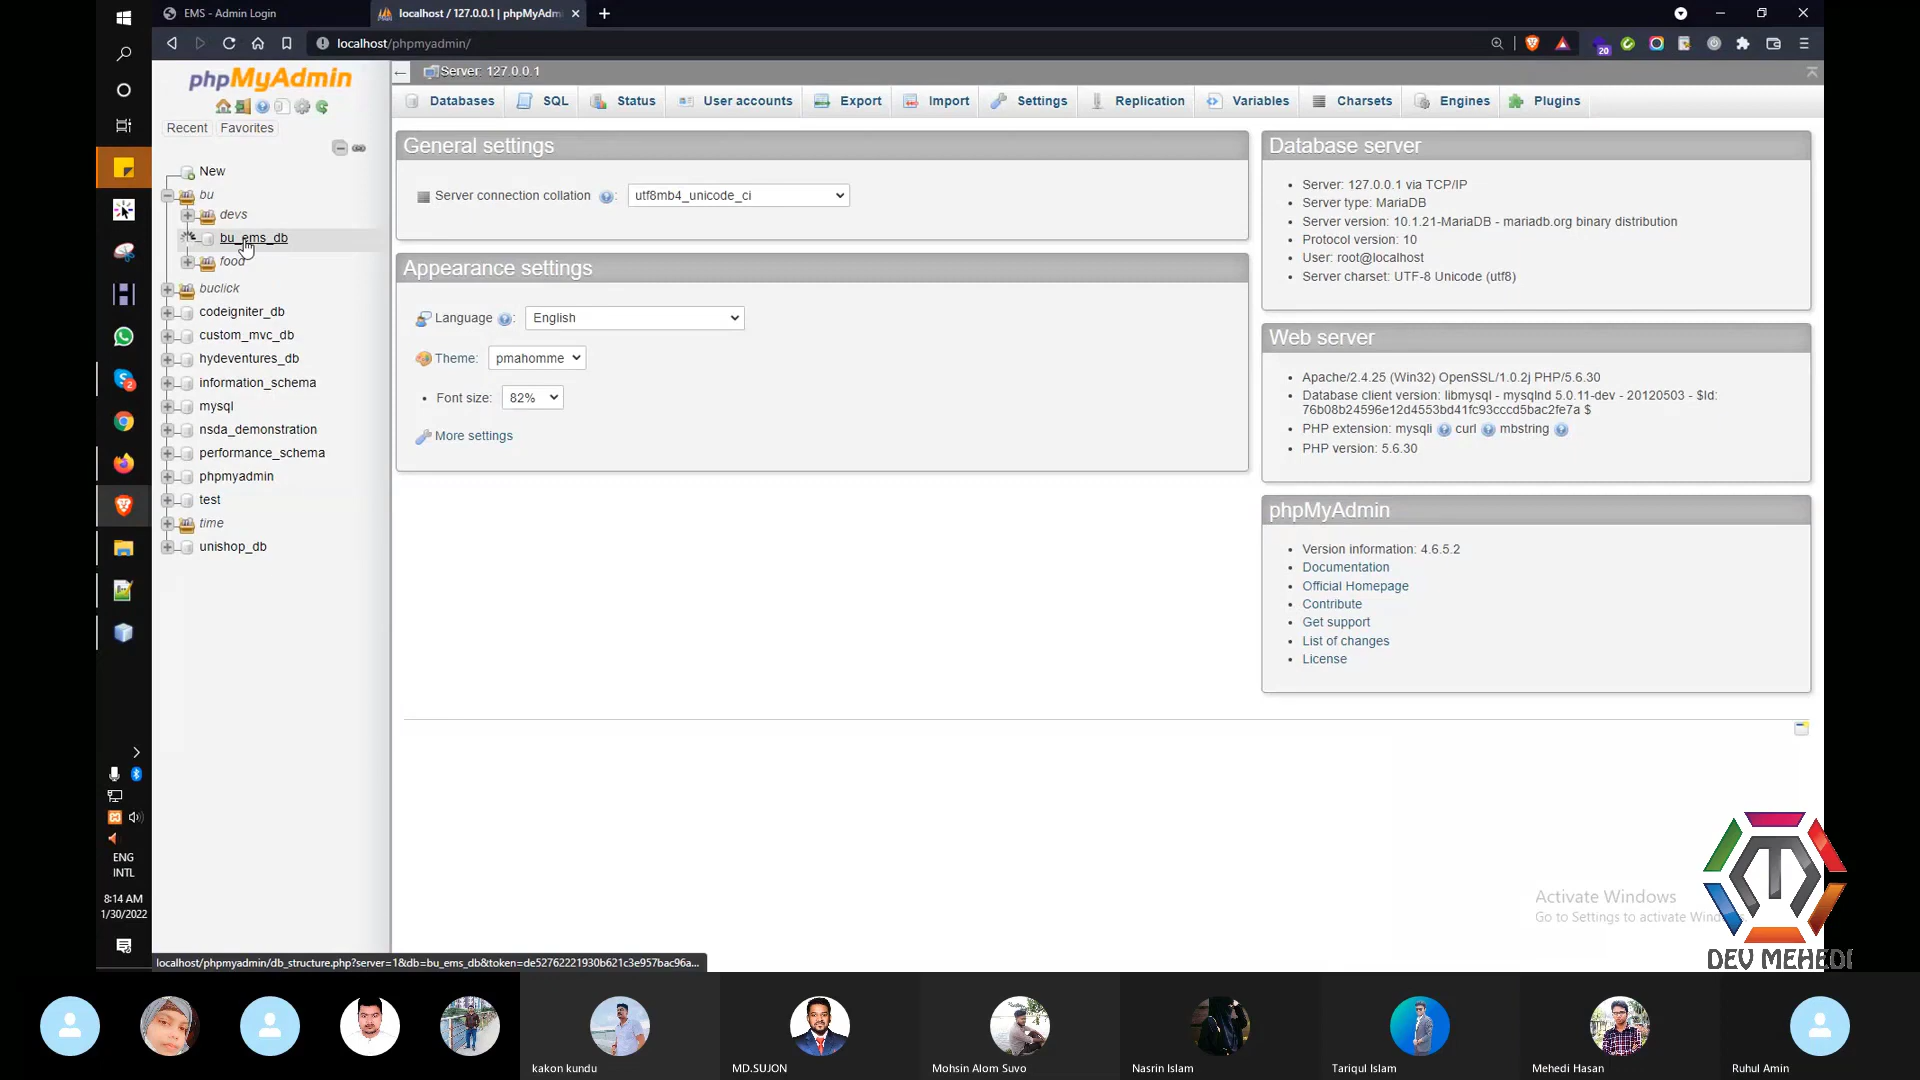 EMS - Admin Login
localhost / 127.0.0.1 | phpMyAdmin
localhost/phpmyadmin/
20
phpMyAdmin
Recent
Favorites
New
bu
devs
bu_ems_db
food
buclick
codeigniter_db
custom_mvc_db
hydeventures_db
information_schema
mysql
nsda_demonstration
performance_schema
phpmyadmin
test
time
unishop_db
Server: 127.0.0.1
Databases
SQL
Status
User accounts
Export
Import
Settings
Replication
Variables
Charsets
Engines
Plugins
General settings
Server connection collation
:
utf8mb4_unicode_ci
Appearance settings
Language
:
English
Theme:
pmahomme
Font size:
82%
More settings
Database server
Server: 127.0.0.1 via TCP/IP
Server type: MariaDB
Server version: 10.1.21-MariaDB - mariadb.org binary distribution
Protocol version: 10
User: root@localhost
Server charset: UTF-8 Unicode (utf8)
Web server
Apache/2.4.25 (Win32) OpenSSL/1.0.2j PHP/5.6.30
Database client version: libmysql - mysqlnd 5.0.11-dev - 20120503 - $Id:
76b08b24596e12d4553bd41fc93cccd5bac2fe7a $
PHP extension: mysqli curl mbstring
PHP version: 5.6.30
phpMyAdmin
Version information: 4.6.5.2
Documentation
Official Homepage
Contribute
Get support
List of changes
License
2
ENG
INTL
8:14 AM
1/30/2022
Activate Windows
Go to Settings to activate
DEV MEHEDI
localhost/phpmyadmin/db_structure.php?server=1&db=bu_ems_db&token=de52762221930b621c3e957bac96a...
kakon kundu
MD.SUJON
Mohsin Alom Suvo
Nasrin Islam
Tariqul Islam
Mehedi Hasan
Ruhul Amin